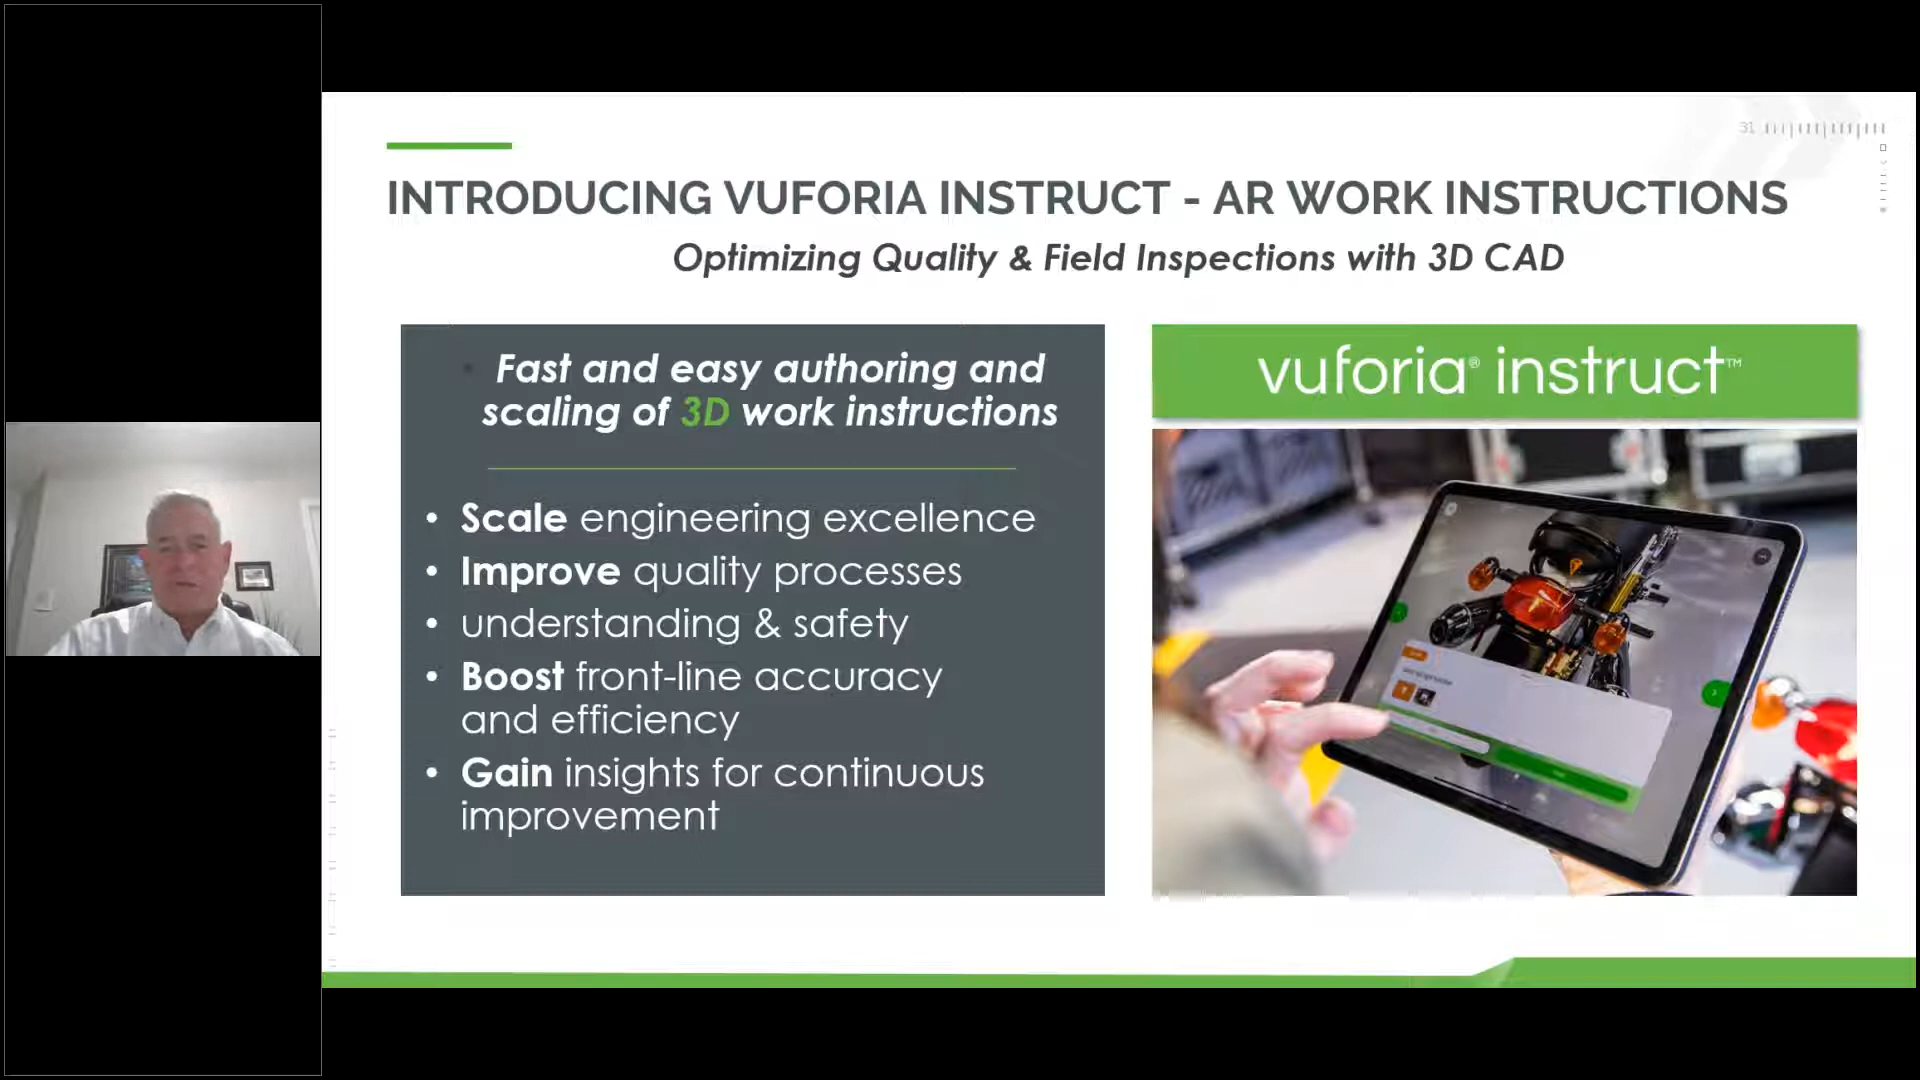 31
INTRODUCING VUFORIA INSTRUCT - AR WORK INSTRUCTIONS
Optimizing Quality & Field Inspections with 3D CAD
Fast and easy authoring and
scaling of 3D work instructions
• Scale engineering excellence
• Improve quality processes
• understanding & safety
• Boost front-line accuracy
and efficiency
• Gain insights for continuous
improvement
vuforia® instruct™